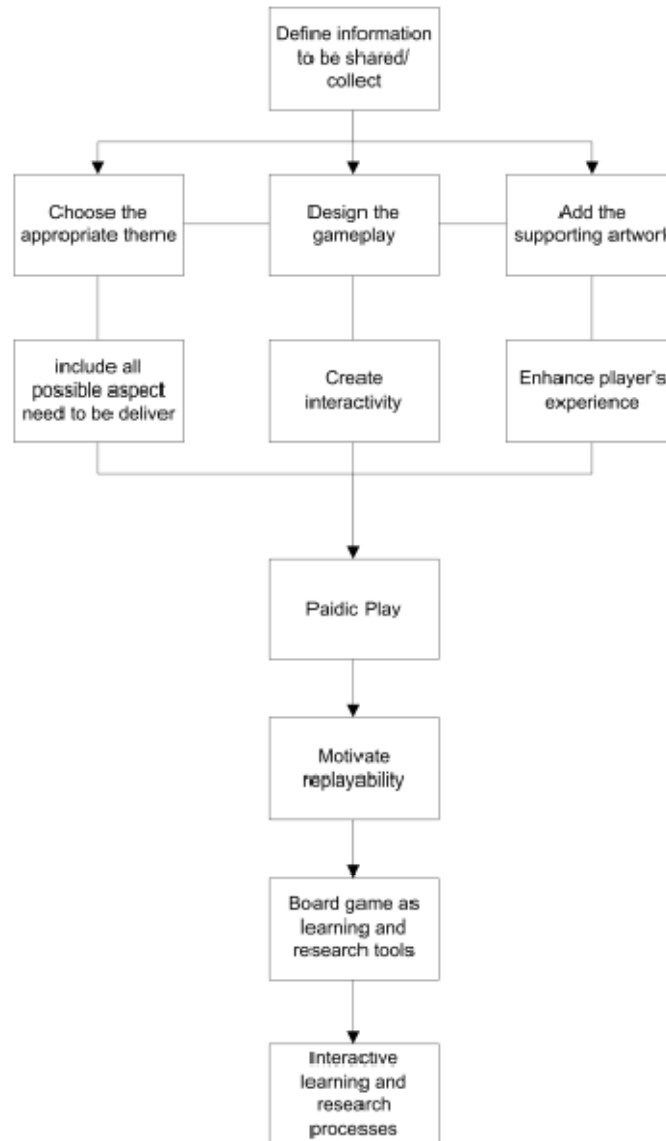 Define information
to be shared/
collect
Choose the
appropriate theme
Design the
gameplay
Add the
supporting artwork
include all
possible aspect
need to be deliver
Create
interactivity
Enhance player's
experience
Paidic Play
Motivate
replayability
Board game as
learning and
research tools
Interactive
learning and
research
processes